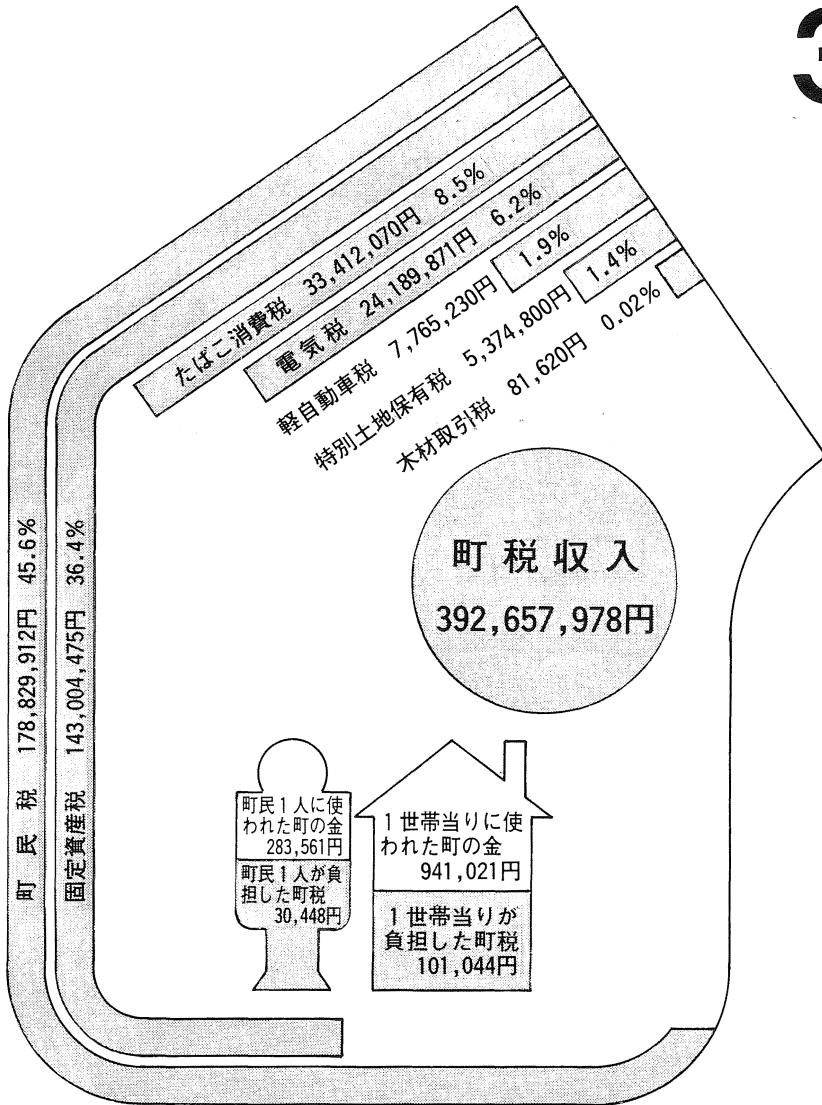 たばこ消費税 33,412,070円 8.5%
電気税 24,189,871円 6.2%
軽自動車税 7,765,230円 1.9%
特別土地保有税 5,374,800円 1.4%
木材取引税 81,620円 0.02%
町民税 178,829,912円 45.6%
固定資産税 143,004,475円 36.4%
町税収入
392,657,978円
町民1人に使
われた町の金
283,561円
町民1人が負
担した町税
30,448円
1世帯当りに使
われた町の金
941,021円
1世帯当りが
負担した町税
101,044円